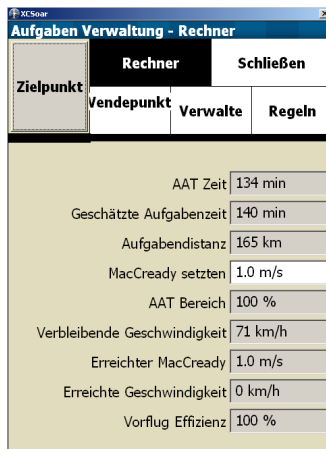 XCSoar
Aufgaben Verwaltung - Rechner
Zielpunkt
Rechner
Schließen
Vendepunkt
Verwalte
Regeln
AAT Zeit 134 min
Geschätzte Aufgabenzeit 140 min
Aufgabendistanz 165 km
MacCready setzten 1.0 m/s
AAT Bereich 100 %
Verbleibende Geschwindigkeit 71 km/h
Erreichter MacCready 1.0 m/s
Erreichte Geschwindigkeit 0 km/h
Vorflug Effizienz 100 %